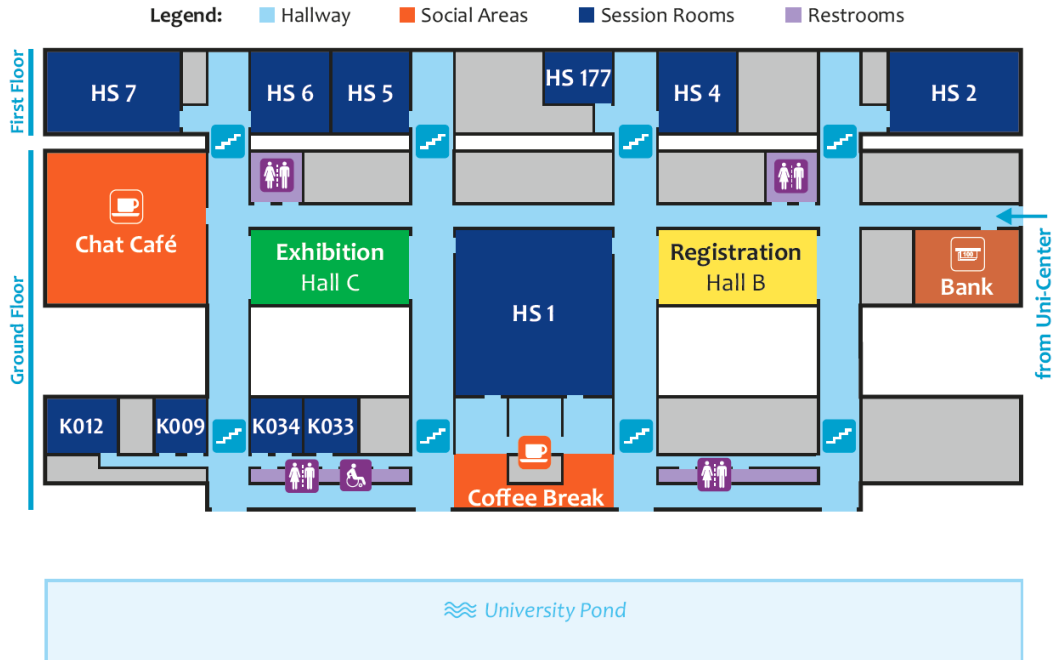 Legend: Hallway Social Areas Session Rooms Restrooms
First Floor
HS 7
HS 6
HS 5
HS 177
HS 4
HS 2
Ground Floor
Chat Café
Exhibition
Hall C
HS 1
Registration
Hall B
100
Bank
from Uni-Center
K012
K009
K034
K033
Coffee Break
University Pond